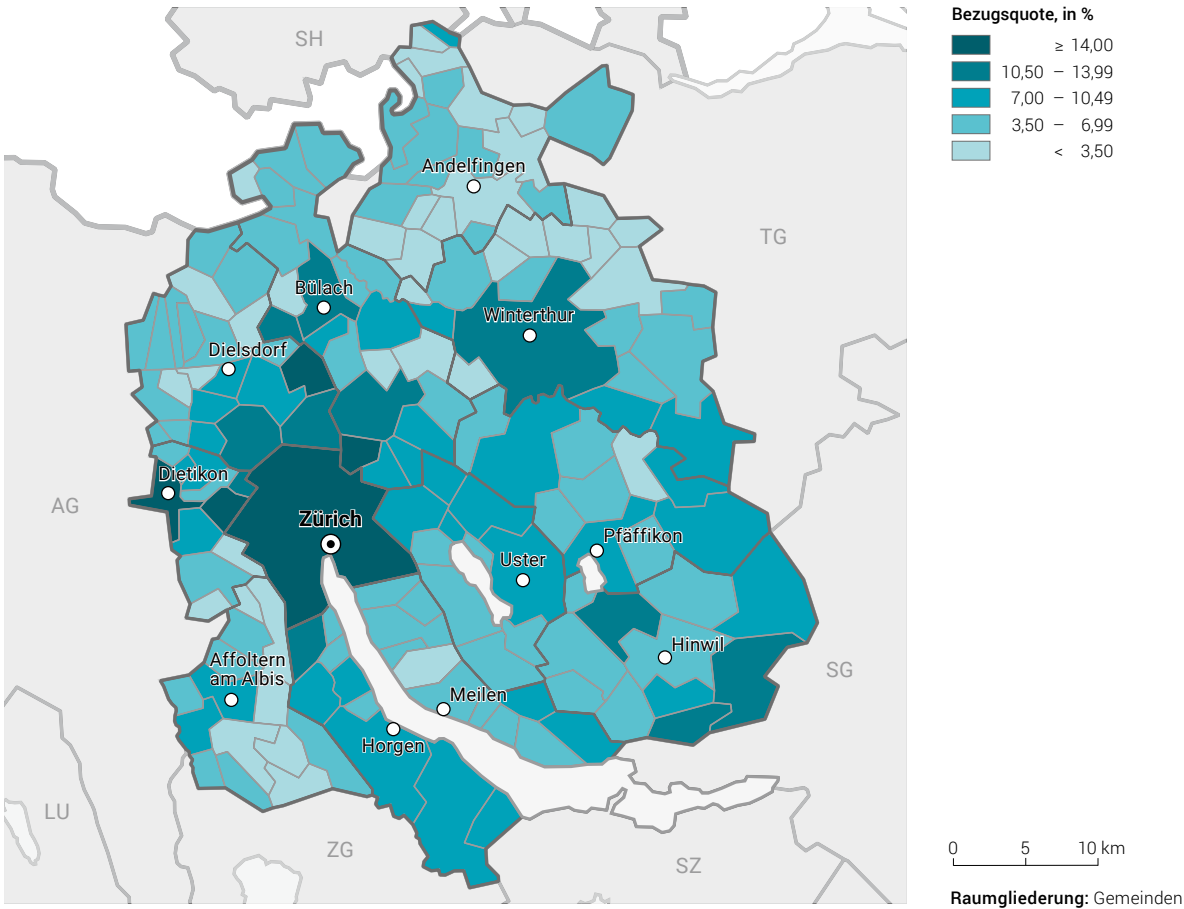 Bezugsquote, in %
≥ 14,00
10,50 – 13,99
7,00 – 10,49
3,50 – 6,99
< 3,50
SH
Andelfingen
TG
Bülach
Winterthur
Dielsdorf
Dietikon
AG
Zürich
Pfäffikon
Uster
Hinwil
Affoltern
am Albis
SG
Meilen
Horgen
LU
ZG
SZ
0 5 10 km
Raumgliederung: Gemeinden